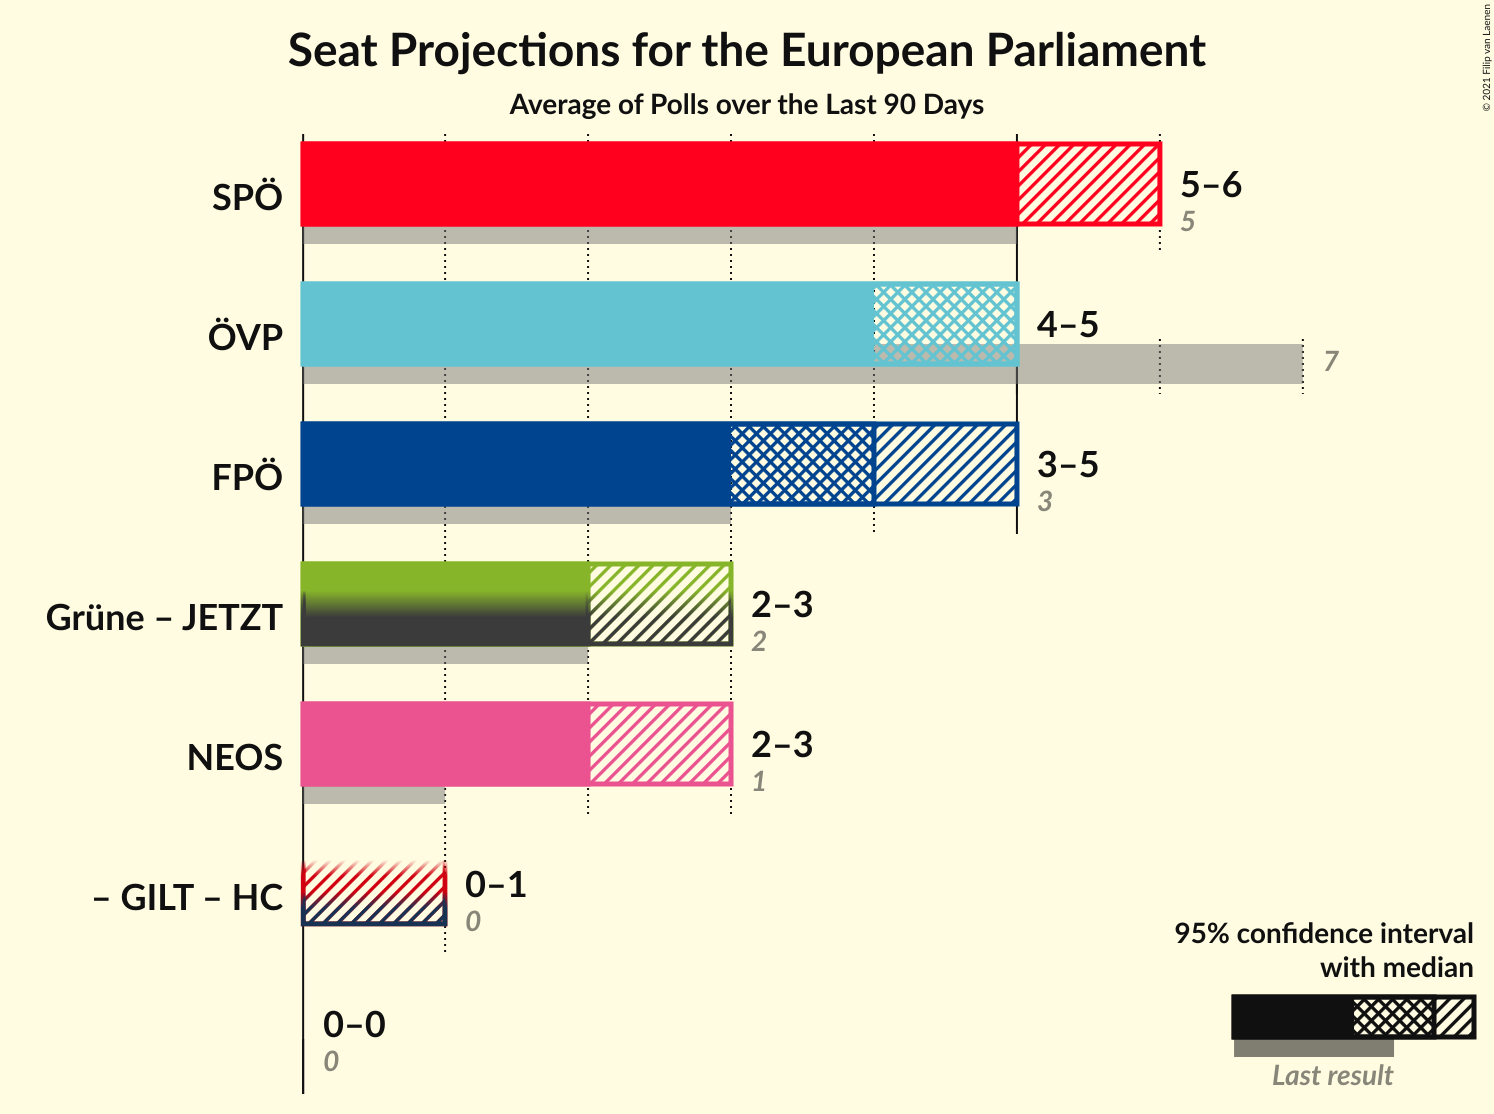 Seat Projections for the European Parliament
Average of Polls over the Last 90 Days
© 2021 Filip van Laenen
SPÖ
5–6
5
ÖVP
4–5
7
FPÖ
3–5
3
Grüne – JETZT
2–3
2
NEOS
2–3
1
– GILT – HC
0–1
0
0–0
0
95% confidence interval
with median
Last result